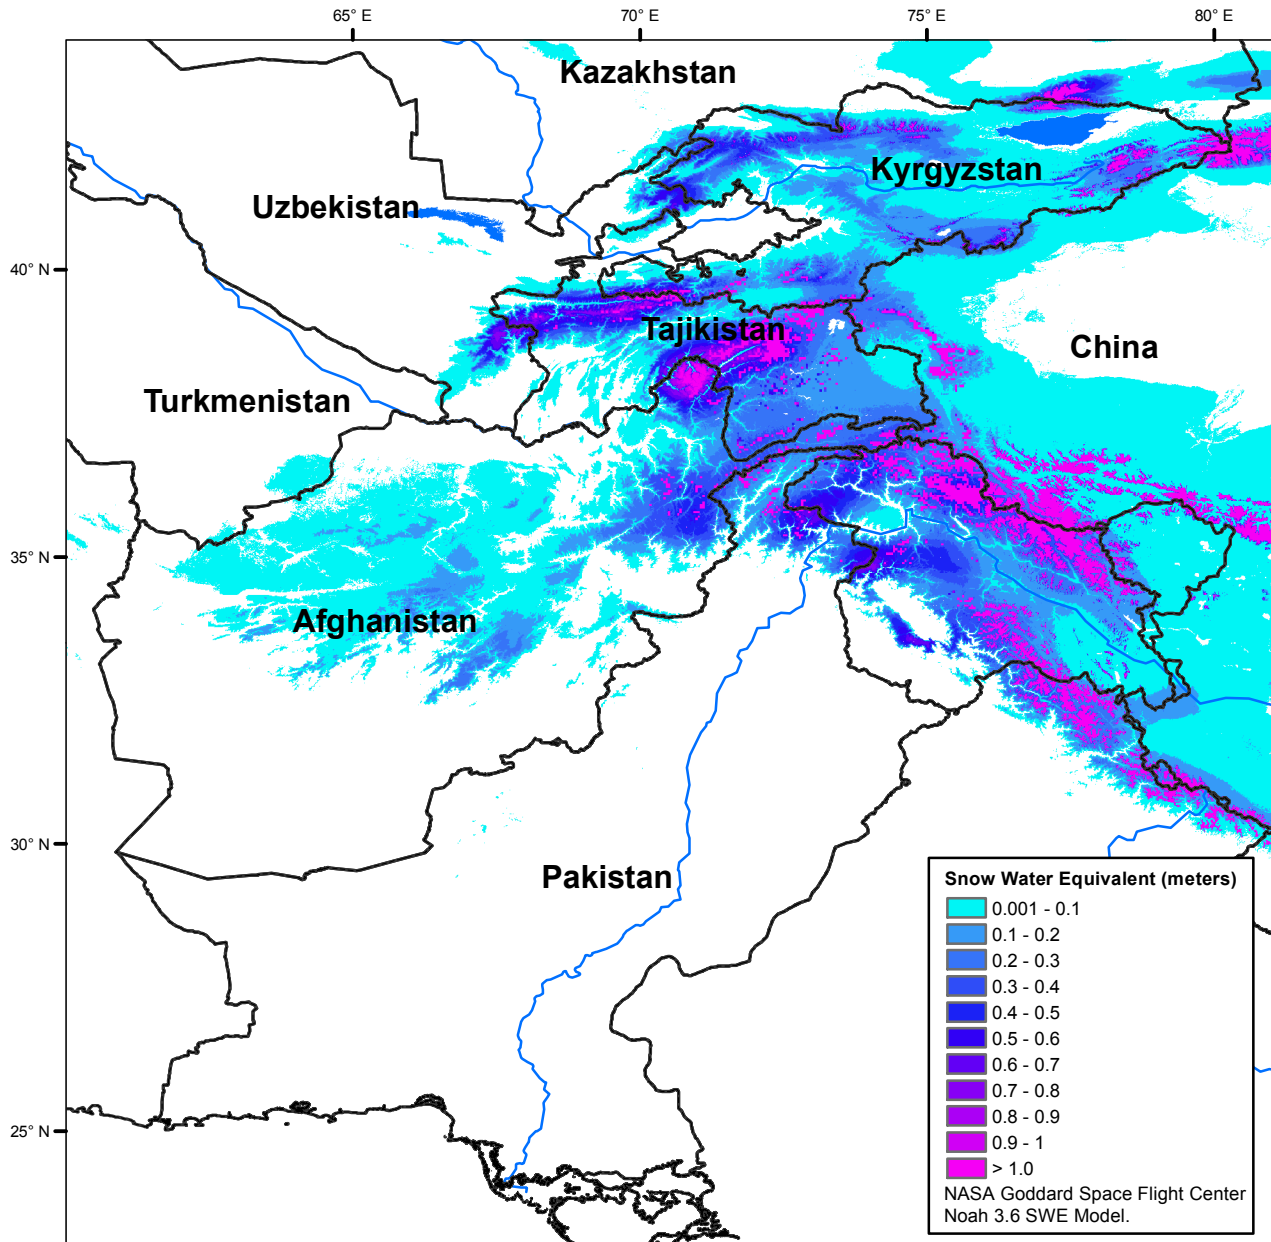 65° E
70° E
75° E
80° E
Kazakhstan
Kyrgyzstan
Uzbekistan
40° N
Tajikistan
China
Turkmenistan
35° N
Afghanistan
30° N
Pakistan
25° N
Snow Water Equivalent (meters)
0.001 - 0.1
0.1 - 0.2
0.2 - 0.3
0.3 - 0.4
0.4 - 0.5
0.5 - 0.6
0.6 - 0.7
0.7 - 0.8
0.8 - 0.9
0.9 - 1
> 1.0
NASA Goddard Space Flight Center
Noah 3.6 SWE Model.